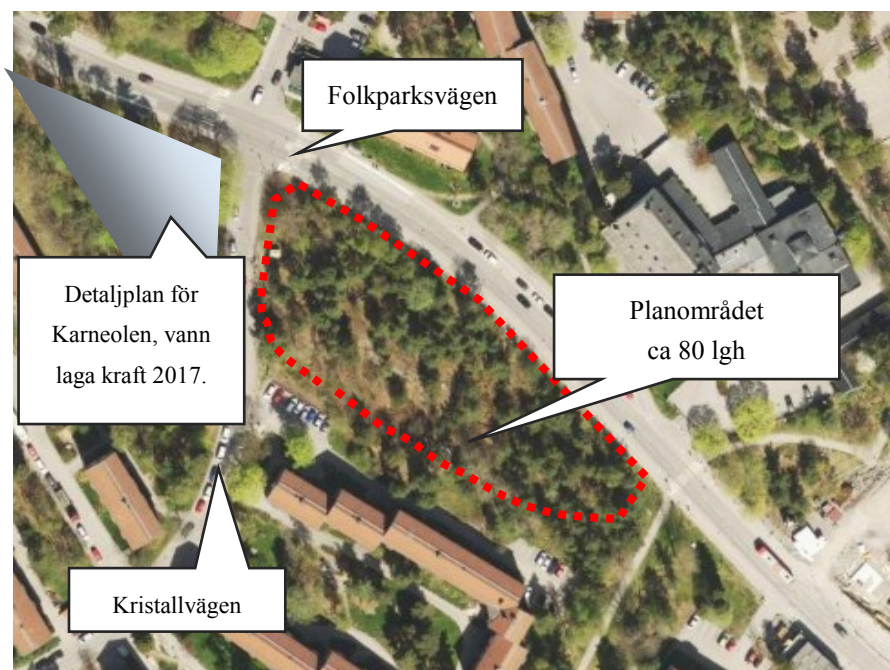 Folkparksvägen
Detaljplan för
Karneolen, vann
laga kraft 2017.
Planområdet
ca 80 lgh
Kristallvägen